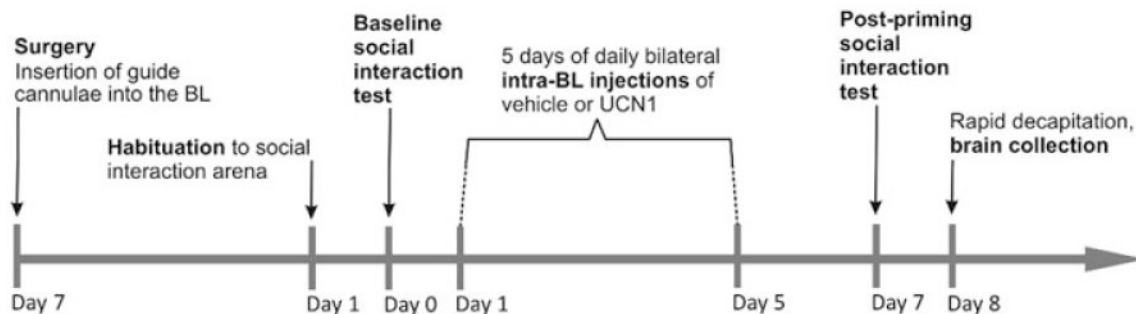 Surgery
Insertion of guide
cannulae into the BL
Habituation to social
interaction arena
Baseline
social
interaction
test
5 days of daily bilateral
intra-BL injections of
vehicle or UCN1
Post-priming
social
interaction
test
Rapid decapitation,
brain collection
Day 7
Day 1
Day 0
Day 1
Day 5
Day 7
Day 8